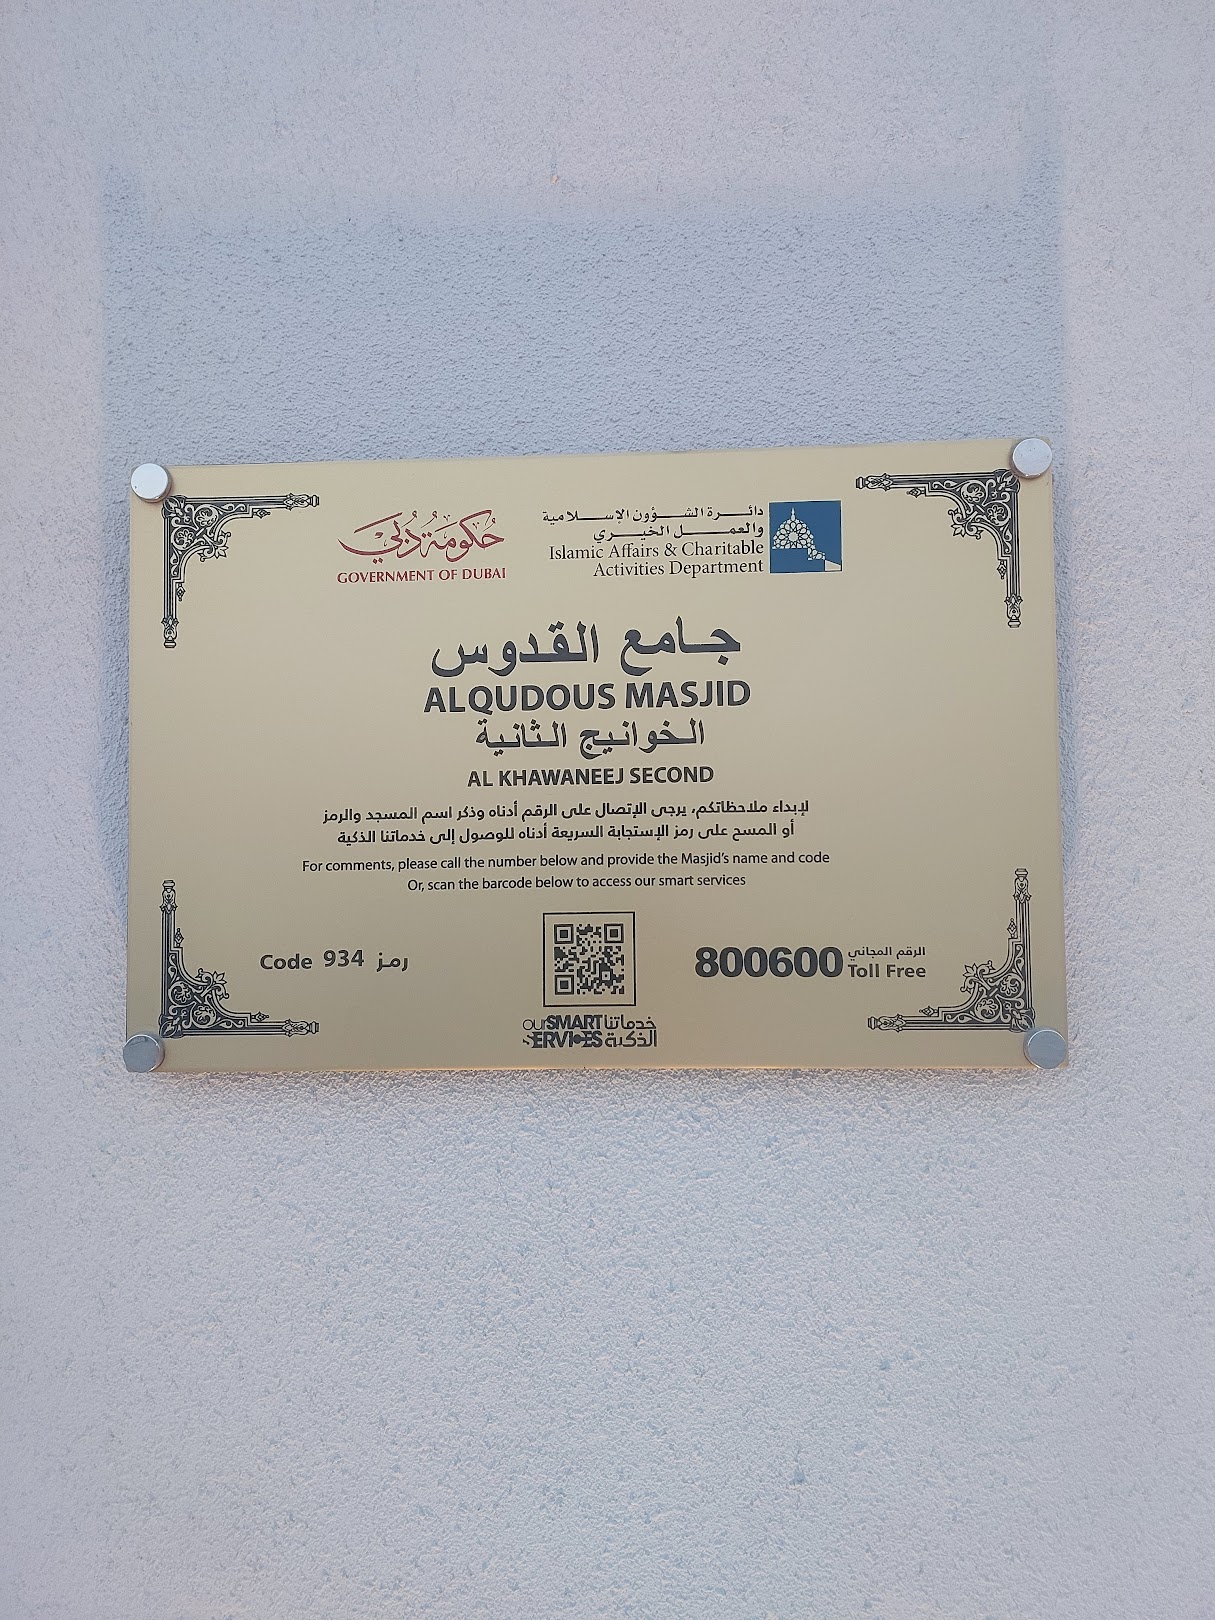 حكومة دبي
GOVERNMENT OF DUBAI
دائرة الشؤون الإسلامية
والعمل الخيري
Islamic Affairs & Charitable
Activities Department
جامع القدوس
ALQUDOUS MASJID
الخوانيج الثانية
AL KHAWANEEJ SECOND
لإبداء ملاحظاتكم، يرجى الإتصال على الرقم أدناه وذكر اسم المسجد والرمز
أو المسح على رمز الإستجابة السريعة أدناه للوصول إلى خدماتنا الذكية
For comments, please call the number below and provide the Masjid's name and code
Or, scan the barcode below to access our smart services
Code 934 رمز
800600 الرقم المجاني
Toll Free
ourSMART خدماتنا
SERVICES الذكية